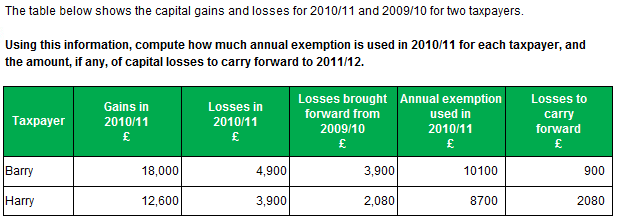 The table below shows the capital gains and losses for 2010/11 and 2009/10 for two taxpayers.
Using this information, compute how much annual exemption is used in 2010/11 for each taxpayer, and
the amount, if any, of capital losses to carry forward to 2011/12.
Taxpayer
Gains in
2010/11
£
Losses in
2010/11
£
Losses brought
forward from
2009/10
£
Annual exemption
used in
2010/11
£
Losses to
carry
forward
£
Barry 18,000 4,900 3,900 10100 900
Harry 12,600 3,900 2,080 8700 2080